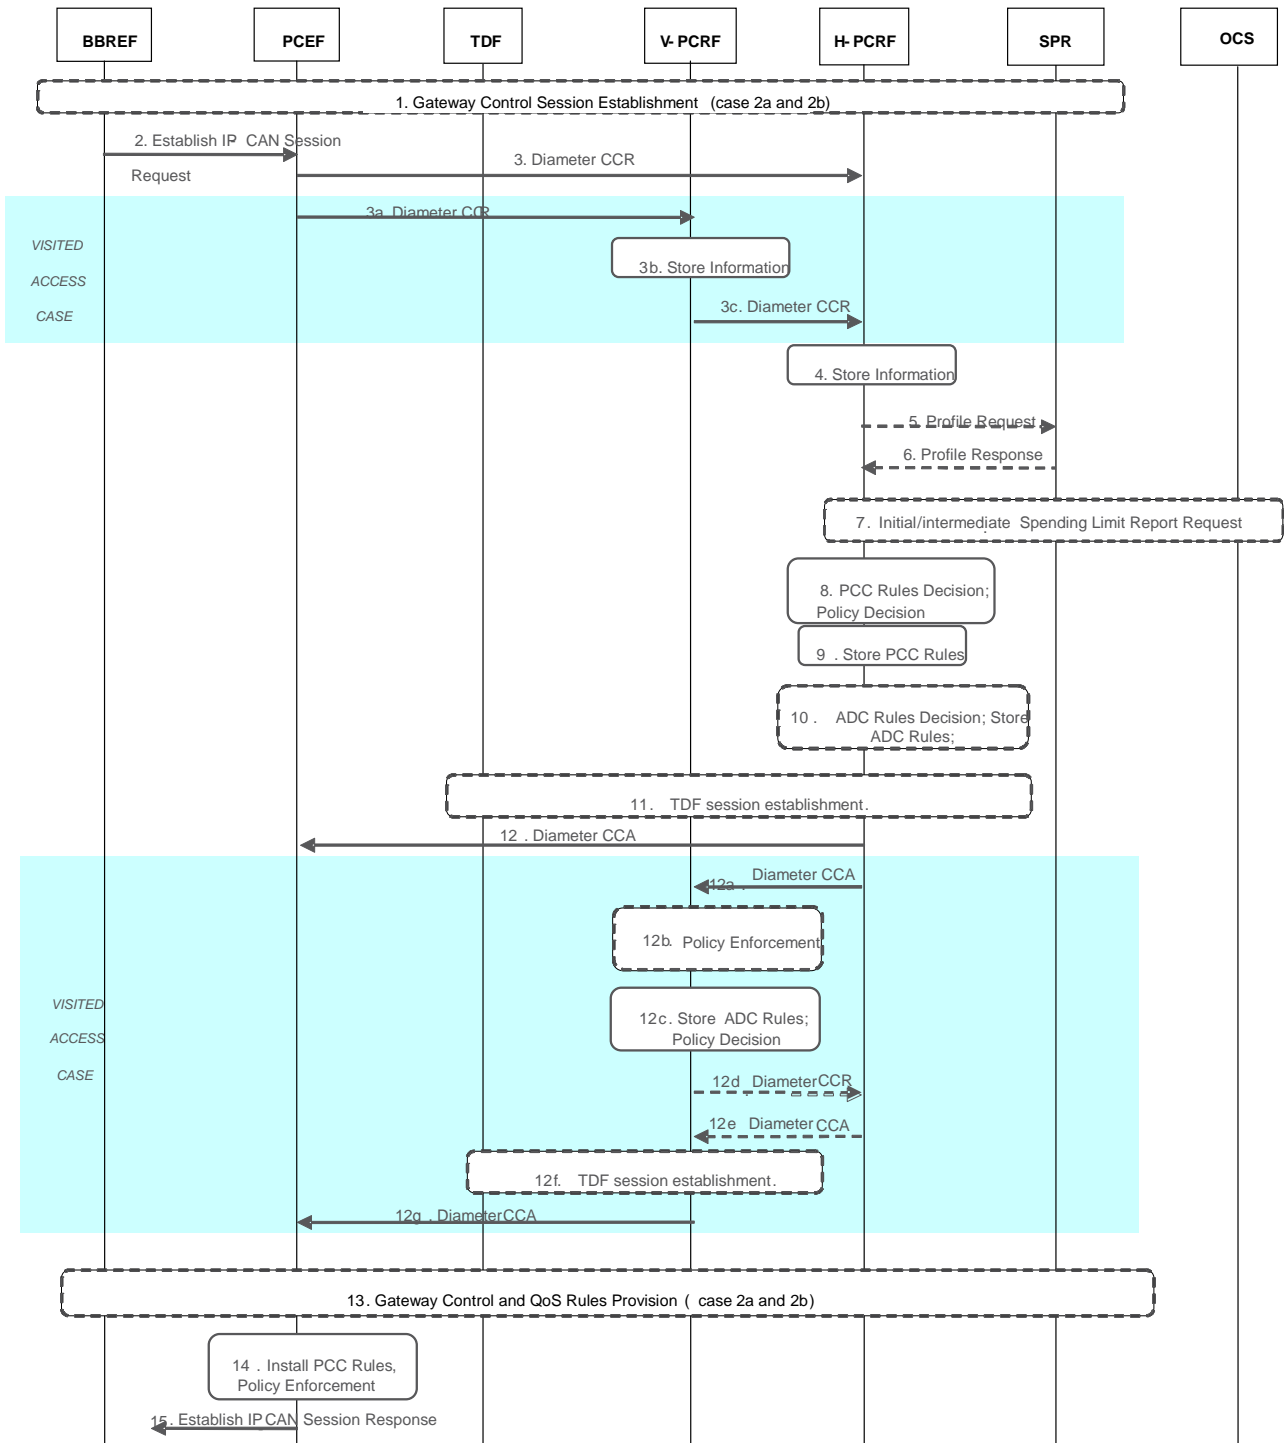 BBREF PCEF TDF V- PCRF H- PCRF SPR OCS
1. Gateway Control Session Establishment (case 2a and 2b)
2. Establish IP CAN Session
Request
3. Diameter CCR
3a. Diameter CCR
VISITED
ACCESS
CASE
3b. Store Information
3c. Diameter CCR
4. Store Information
5. Profile Request
6. Profile Response
7. Initial/intermediate Spending Limit Report Request
8. PCC Rules Decision;
Policy Decision
9 . Store PCC Rules
10 . ADC Rules Decision; Store
ADC Rules;
11. TDF session establishment.
12 . Diameter CCA
12a . Diameter CCA
12b. Policy Enforcement
VISITED
ACCESS
CASE
12c. Store ADC Rules;
Policy Decision
12d Diameter CCR
12e Diameter CCA
12f. TDF session establishment.
12g . Diameter CCA
13. Gateway Control and QoS Rules Provision ( case 2a and 2b)
14 . Install PCC Rules,
Policy Enforcement
15. Establish IP CAN Session Response